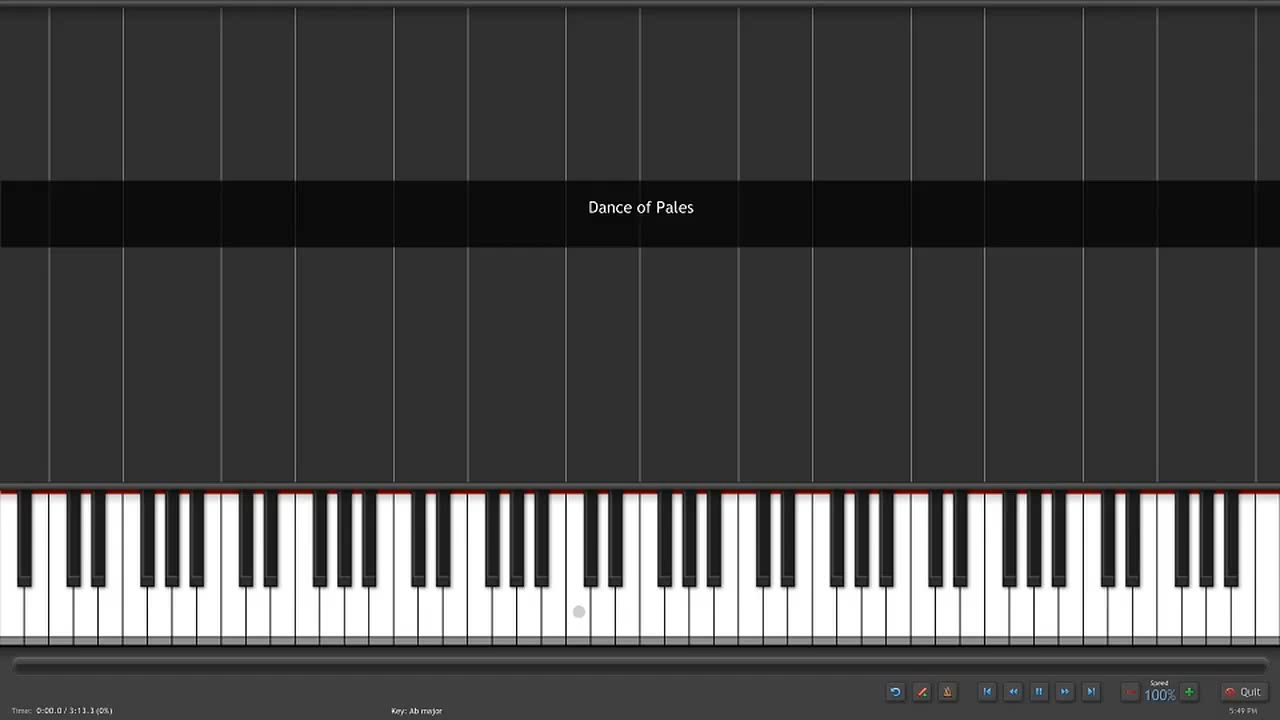 Dance of Pales
Speed
100%
Quit
Time: 0:00.0 / 3:13.3 (0%)
Key: Ab major
5:49 PM